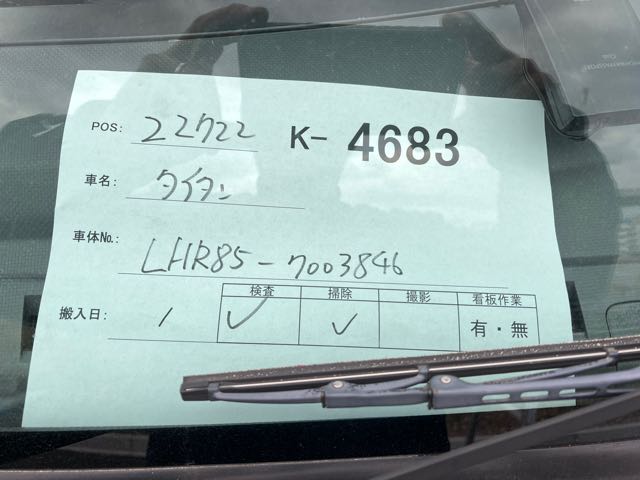 POS: 22722 K- 4683
車名: タイタン
車体No.: LHR85-7003846
検査 掃除 撮影 看板作業
搬入日: / ✓ ✓ 有・無